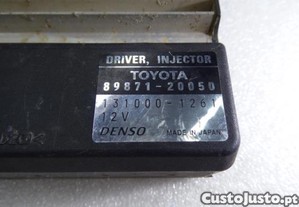 DRIVER, INJECTOR
TOYOTA
89871-20050
131000-1261
12V
DENSO MADE IN JAPAN
CustoJusto.pt